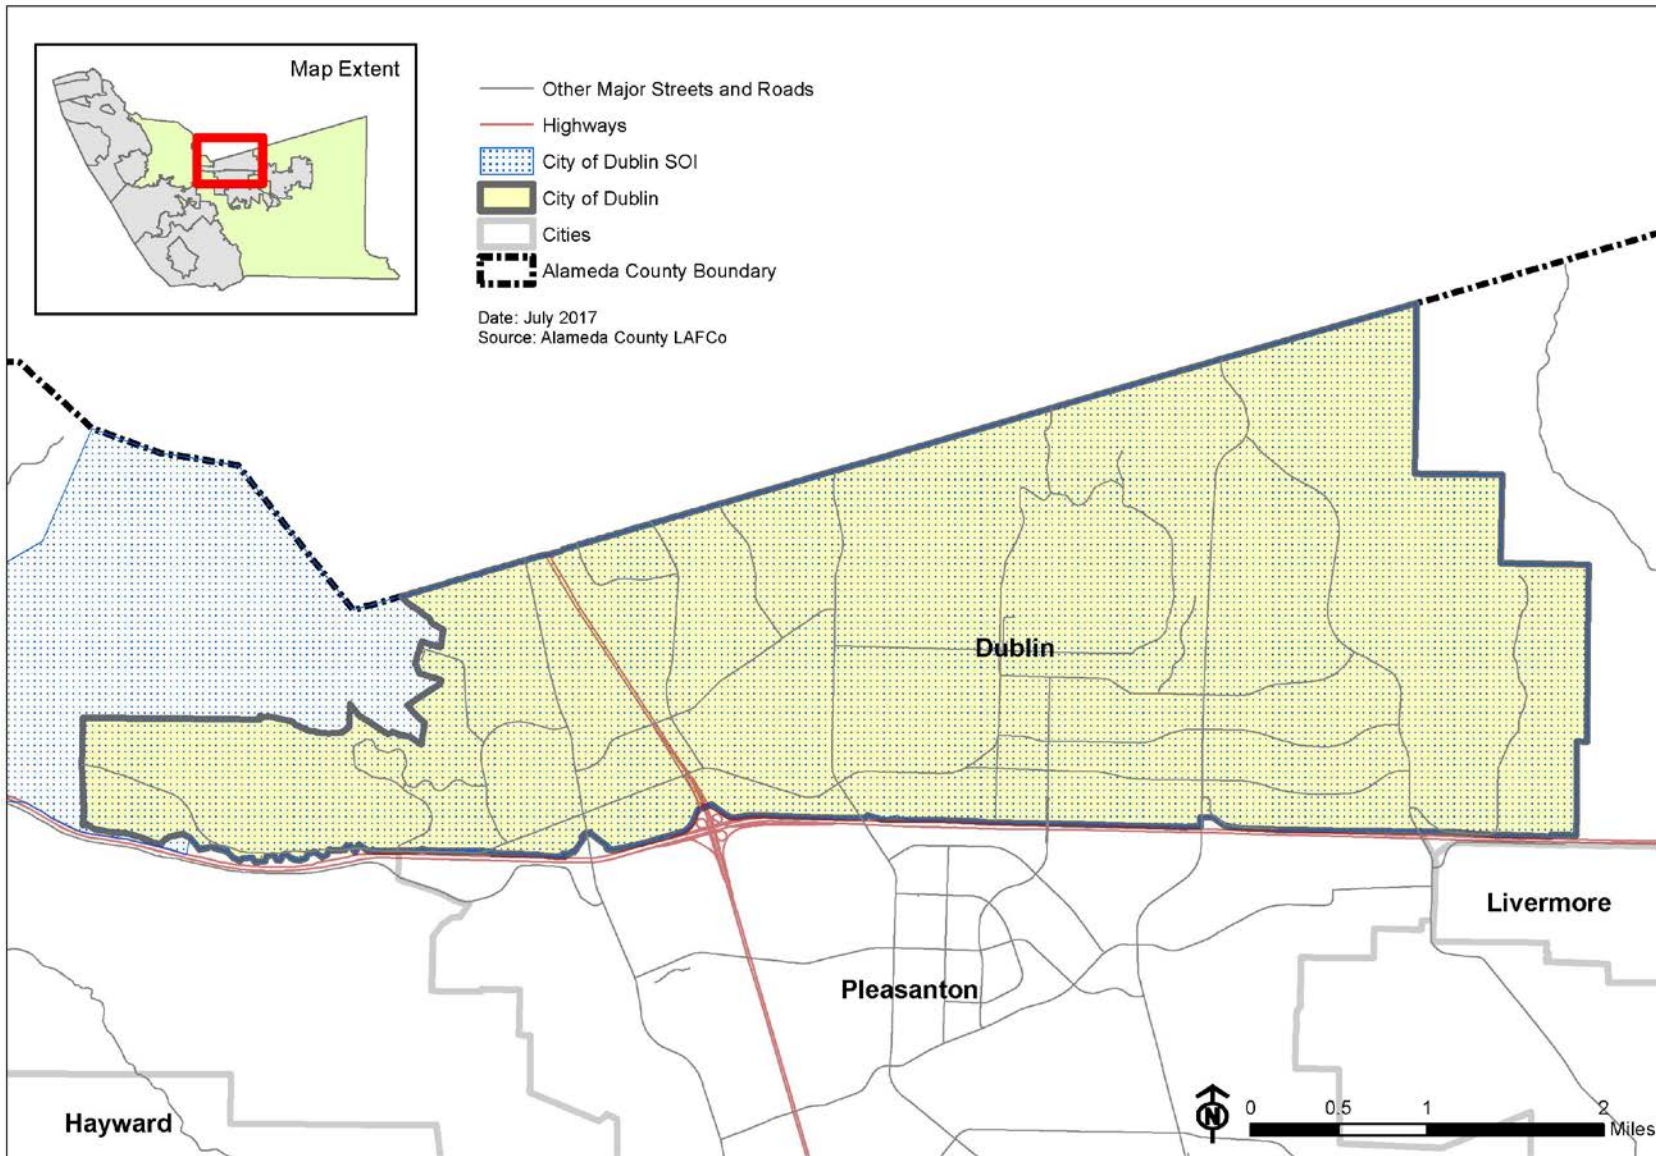 Map Extent
Other Major Streets and Roads
Highways
City of Dublin SOI
City of Dublin
Cities
Alameda County Boundary
Date: July 2017
Source: Alameda County LAFCo
Dublin
Livermore
Pleasanton
Hayward
N
0 0.5 1 2
Miles